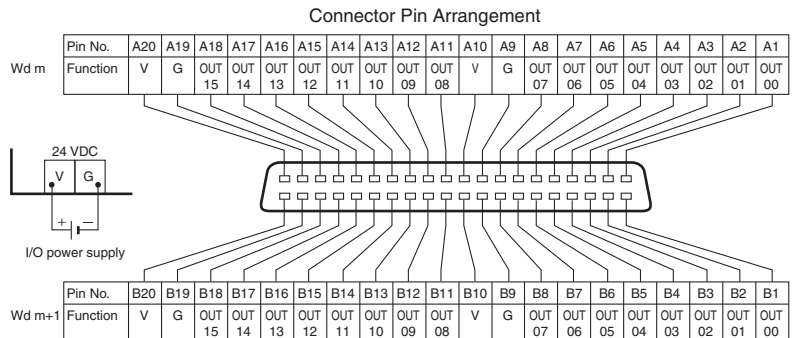 Connector Pin Arrangement
Wd m
Pin No. A20 A19 A18 A17 A16 A15 A14 A13 A12 A11 A10 A9 A8 A7 A6 A5 A4 A3 A2 A1
Function V G OUT 15 OUT 14 OUT 13 OUT 12 OUT 11 OUT 10 OUT 09 OUT 08 V G OUT 07 OUT 06 OUT 05 OUT 04 OUT 03 OUT 02 OUT 01 OUT 00
24 VDC
V G
+ −
I/O power supply
Wd m+1
Pin No. B20 B19 B18 B17 B16 B15 B14 B13 B12 B11 B10 B9 B8 B7 B6 B5 B4 B3 B2 B1
Function V G OUT 15 OUT 14 OUT 13 OUT 12 OUT 11 OUT 10 OUT 09 OUT 08 V G OUT 07 OUT 06 OUT 05 OUT 04 OUT 03 OUT 02 OUT 01 OUT 00